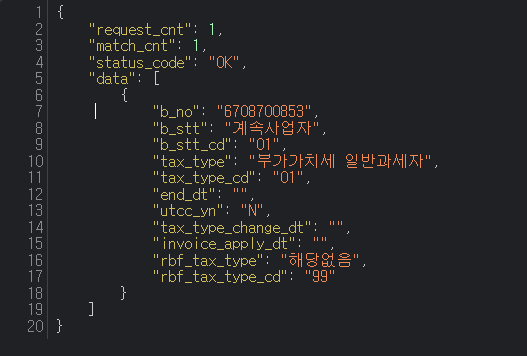 1 {
2     "request_cnt": 1,
3     "match_cnt": 1,
4     "status_code": "OK",
5     "data": [
6         {
7             "b_no": "6708700853",
8             "b_stt": "계속사업자",
9             "b_stt_cd": "01",
10             "tax_type": "부가가치세 일반과세자",
11             "tax_type_cd": "01",
12             "end_dt": "",
13             "utcc_yn": "N",
14             "tax_type_change_dt": "",
15             "invoice_apply_dt": "",
16             "rbf_tax_type": "해당없음",
17             "rbf_tax_type_cd": "99"
18         }
19     ]
20 }